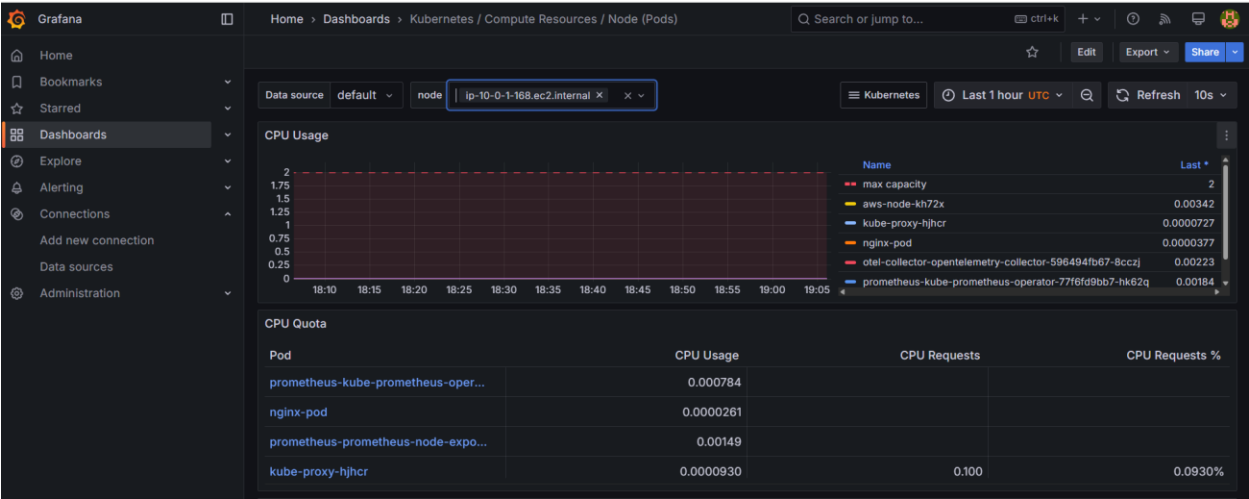 Grafana
Home › Dashboards › Kubernetes / Compute Resources / Node (Pods)
Search or jump to...
ctrl+k
Home
Bookmarks
Starred
Dashboards
Explore
Alerting
Connections
Add new connection
Data sources
Administration
Edit
Export
Share
Data source default
node ip-10-0-1-168.ec2.internal
Kubernetes
Last 1 hour UTC
Refresh 10s
CPU Usage
2
1.75
1.5
1.25
1
0.75
0.5
0.25
0
18:10 18:15 18:20 18:25 18:30 18:35 18:40 18:45 18:50 18:55 19:00 19:05
Name Last *
max capacity 2
aws-node-kh72x 0.00342
kube-proxy-hjhcr 0.0000727
nginx-pod 0.0000377
otel-collector-opentelemetry-collector-596494fb67-8cczj 0.00223
prometheus-kube-prometheus-operator-77f6fd9bb7-hk62q 0.00184
CPU Quota
Pod CPU Usage CPU Requests CPU Requests %
prometheus-kube-prometheus-oper... 0.000784
nginx-pod 0.0000261
prometheus-prometheus-node-expo... 0.00149
kube-proxy-hjhcr 0.0000930 0.100 0.0930%